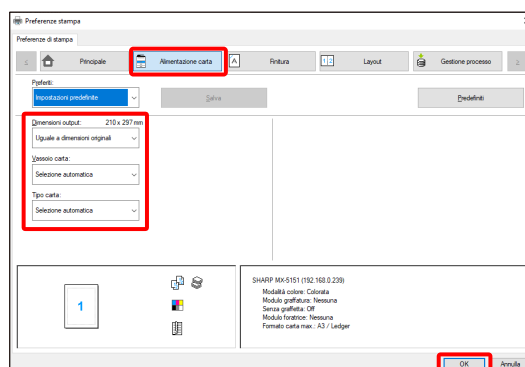 Preferenze stampa
Preferenze di stampa
Principale
Alimentazione carta
A
Finitura
1 2
Layout
Gestione processo
Preferiti:
Impostazioni predefinite
Salva
Predefiniti
Dimensioni output: 210 x 297 mm
Uguale a dimensioni originali
Vassoio carta:
Selezione automatica
Tipo carta:
Selezione automatica
1
SHARP MX-5151 (192.168.0.239)
Modalità colore: Colorata
Modulo graffatura: Nessuna
Senza graffetta: Off
Modulo foratrice: Nessuna
Formato carta max.: A3 / Ledger
OK
Annulla